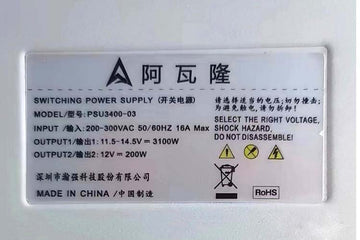 阿瓦隆
SWITCHING POWER SUPPLY (开关电源)
MODEL/型号: PSU3400-03
INPUT /输入: 200-300VAC 50/60HZ 16A Max
OUTPUT1/输出1: 11.5-14.5V = 3100W
OUTPUT2/输出2: 12V = 200W
深圳市瀚强科技股份有限公司
MADE IN CHINA / 中国制造
请选择适当的电压;切勿撞击;
为避免触电,请勿拆卸!
SELECT THE RIGHT VOLTAGE,
SHOCK HAZARD,
DO NOT DISASSEMBLE!
RoHS